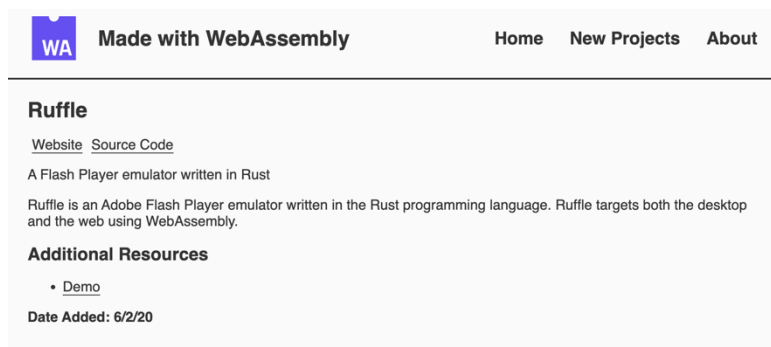 WA Made with WebAssembly Home New Projects About
Ruffle
Website Source Code
A Flash Player emulator written in Rust
Ruffle is an Adobe Flash Player emulator written in the Rust programming language. Ruffle targets both the desktop
and the web using WebAssembly.
Additional Resources
• Demo
Date Added: 6/2/20